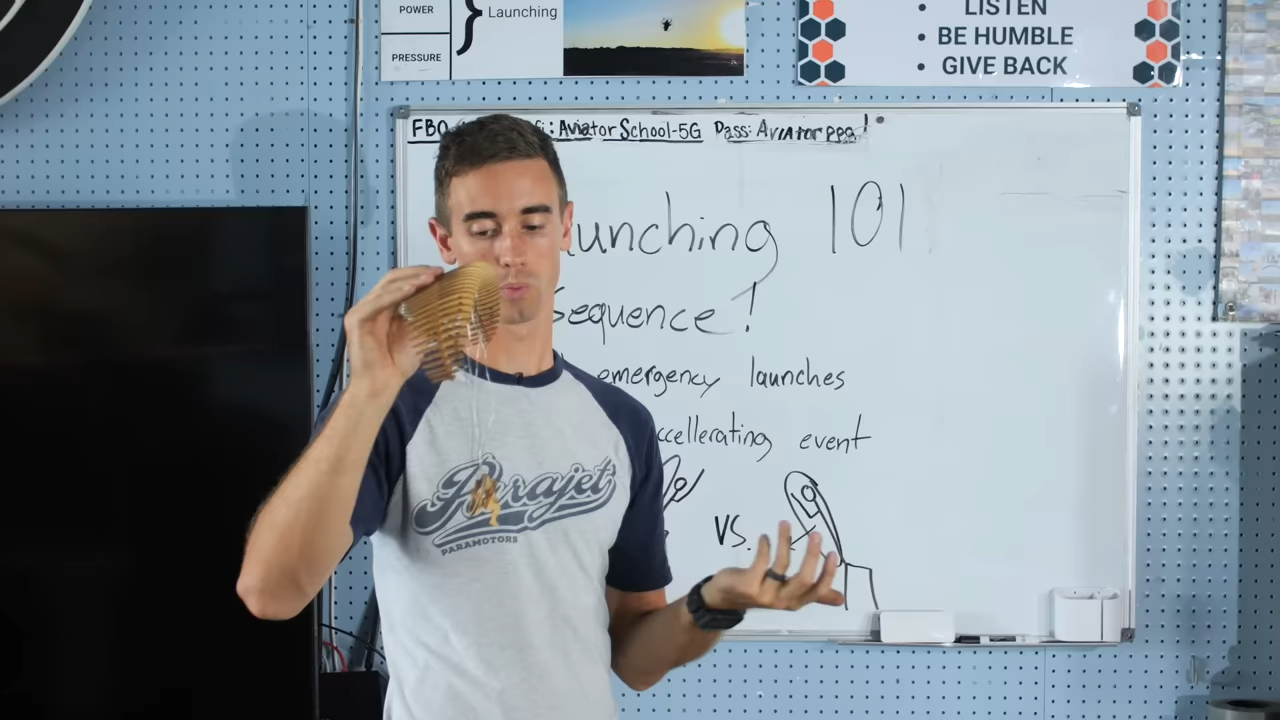 POWER
PRESSURE
Launching
LISTEN
• BE HUMBLE
• GIVE BACK
FBO : Aviator School-5G Pass: Aviator PPG!
unching 101
Sequence!
emergency launches
ccellerating event
VS.
Parajet
PARAMOTORS